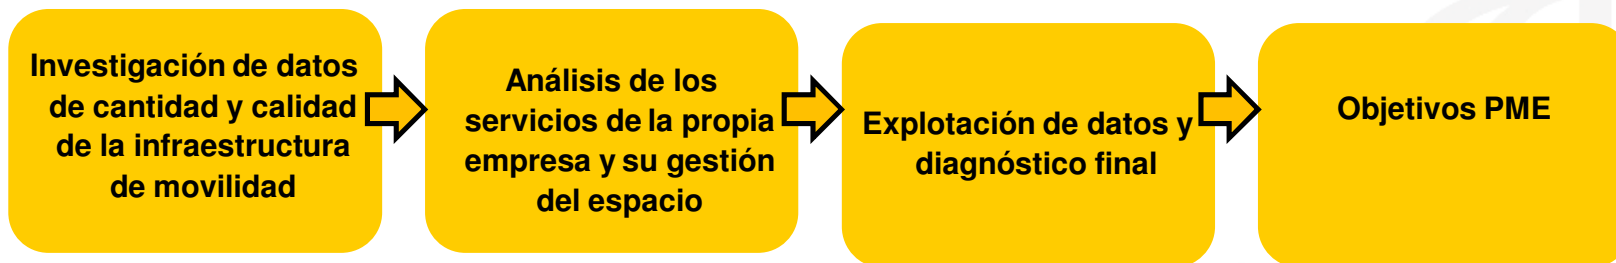 Investigación de datos
de cantidad y calidad
de la infraestructura
de movilidad
Análisis de los
servicios de la propia
empresa y su gestión
del espacio
Explotación de datos y
diagnóstico final
Objetivos PME